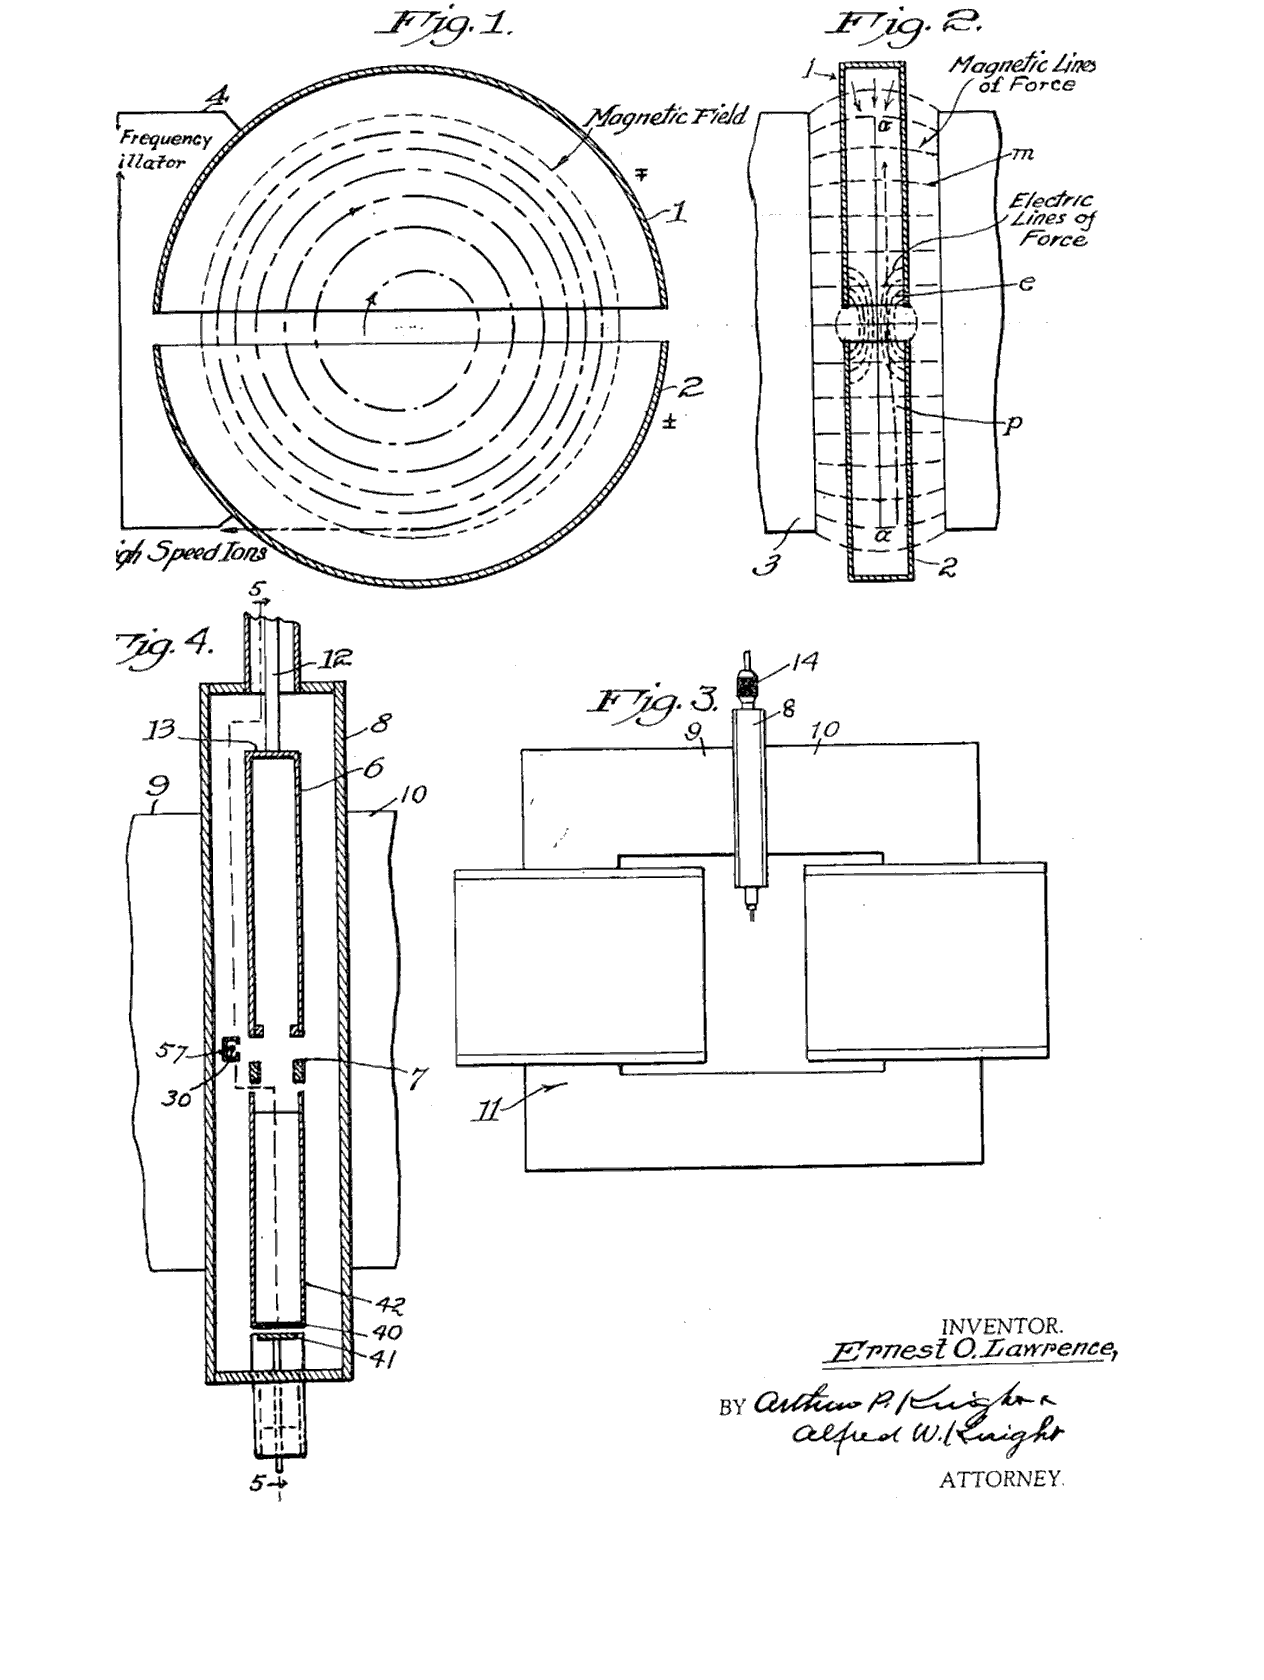 Fig. 1.
4
Frequency
illator
Magnetic Field
∓
1
2
±
igh Speed Ions
Fig. 2.
1
Magnetic Lines
of Force
a
m
Electric
Lines of
Force
e
p
a
3
2
Fig. 4.
5
12
13
8
6
9
10
57
30
7
42
40
41
5
Fig. 3.
14
8
9
10
11
INVENTOR.
Ernest O. Lawrence,
BY Arthur P. Knight &
Alfred W. Knight
ATTORNEY.